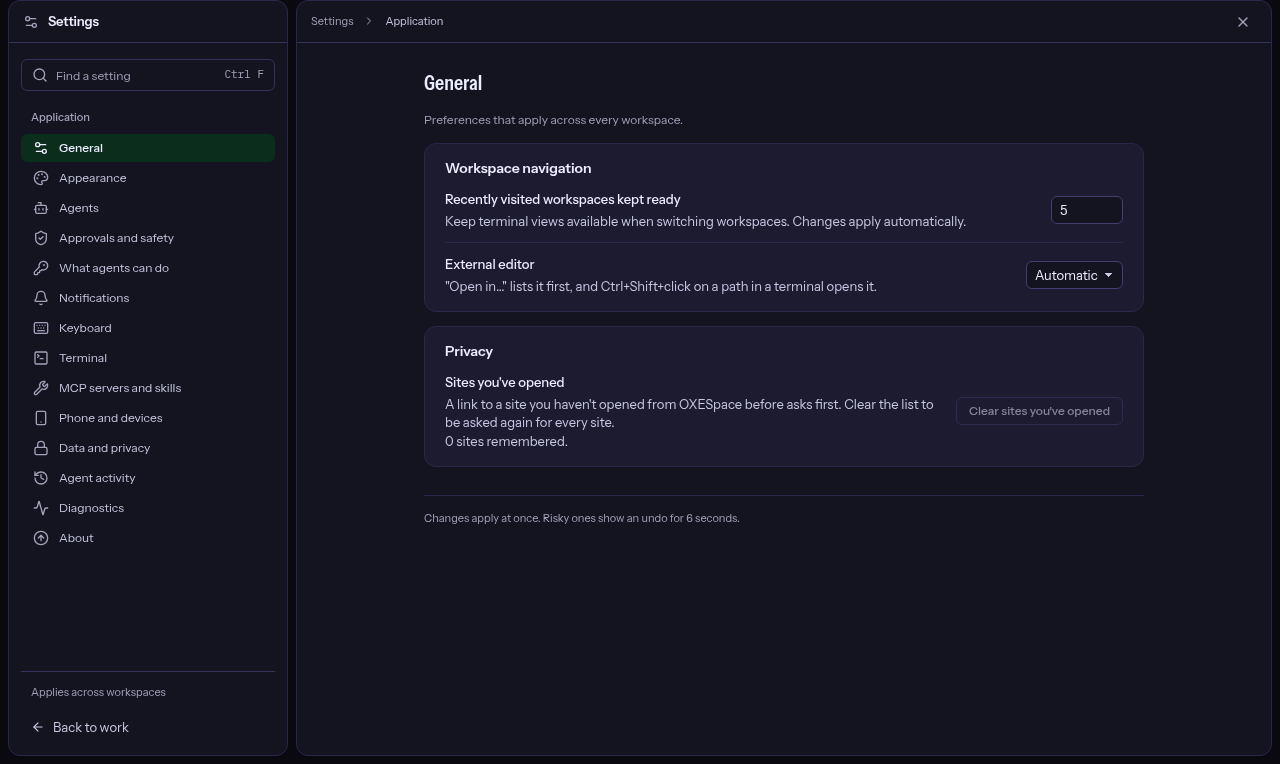 Settings
Settings
Application
Find a setting
Ctrl F
Application
General
Appearance
Agents
Approvals and safety
What agents can do
Notifications
Keyboard
Terminal
MCP servers and skills
Phone and devices
Data and privacy
Agent activity
Diagnostics
About
Applies across workspaces
Back to work
General
Preferences that apply across every workspace.
Workspace navigation
Recently visited workspaces kept ready
Keep terminal views available when switching workspaces. Changes apply automatically.
5
External editor
"Open in..." lists it first, and Ctrl+Shift+click on a path in a terminal opens it.
Automatic
Privacy
Sites you've opened
A link to a site you haven't opened from OXESpace before asks first. Clear the list to
be asked again for every site.
0 sites remembered.
Clear sites you've opened
Changes apply at once. Risky ones show an undo for 6 seconds.